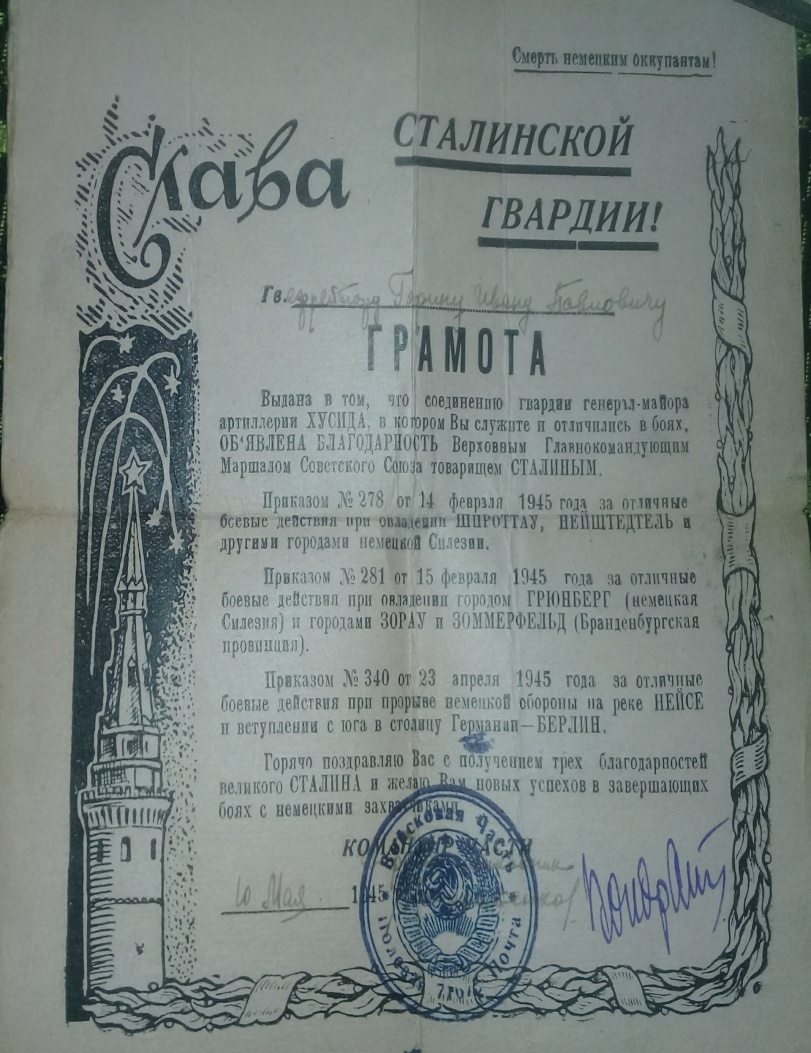 Смерть немецким оккупантам!
Слава
СТАЛИНСКОЙ
ГВАРДИИ!
Гв. ефрейтору Герину Ивану Павловичу
ГРАМОТА
Выдана в том, что соединению гвардии генерал-майора
артиллерии ХУСИДА, в котором Вы служите и отличились в боях,
ОБ'ЯВЛЕНА БЛАГОДАРНОСТЬ Верховным Главнокомандующим
Маршалом Советского Союза товарищем СТАЛИНЫМ.
Приказом № 278 от 14 февраля 1945 года за отличные
боевые действия при овладении ШПРОТТАУ, НЕЙШТЕДТЕЛЬ и
другими городами немецкой Силезии.
Приказом № 281 от 15 февраля 1945 года за отличные
боевые действия при овладении городом ГРЮНБЕРГ (немецкая
Силезия) и городами ЗОРАУ и ЗОММЕРФЕЛЬД (Бранденбургская
провинция).
Приказом № 340 от 23 апреля 1945 года за отличные
боевые действия при прорыве немецкой обороны на реке НЕЙСЕ
и вступлении с юга в столицу Германии—БЕРЛИН.
Горячо поздравляю Вас с получением трех благодарностей
великого СТАЛИНА и желаю Вам новых успехов в завершающих
боях с немецкими захватчиками.
КОМАНДИР ЧАСТИ
10 Мая 1945
Войсковая Часть
Почта